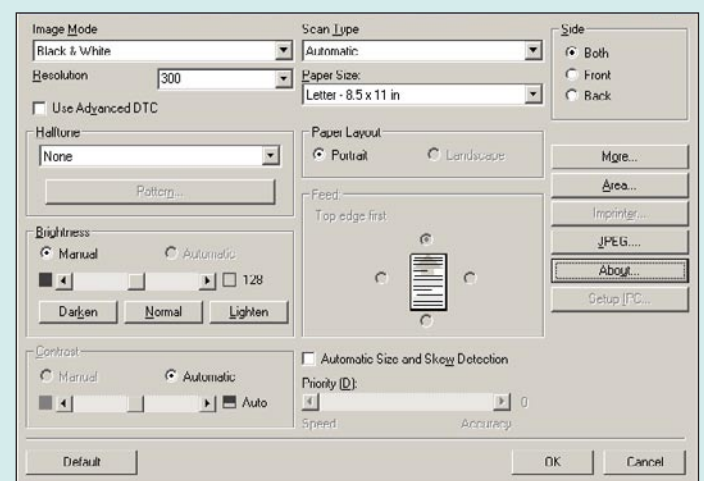 Image Mode
Black & White
Resolution
300
Use Advanced DTC
Halftone
None
Pattern...
Brightness
Manual
Automatic
128
Darken
Normal
Lighten
Contrast
Manual
Automatic
Auto
Scan Type
Automatic
Paper Size:
Letter - 8.5 x 11 in
Paper Layout
Portrait
Landscape
Feed:
Top edge first
Automatic Size and Skew Detection
Priority (D):
0
Speed
Accuracy
Side
Both
Front
Back
More...
Area...
Imprinter...
JPEG....
About...
Setup IPC...
Default
OK
Cancel